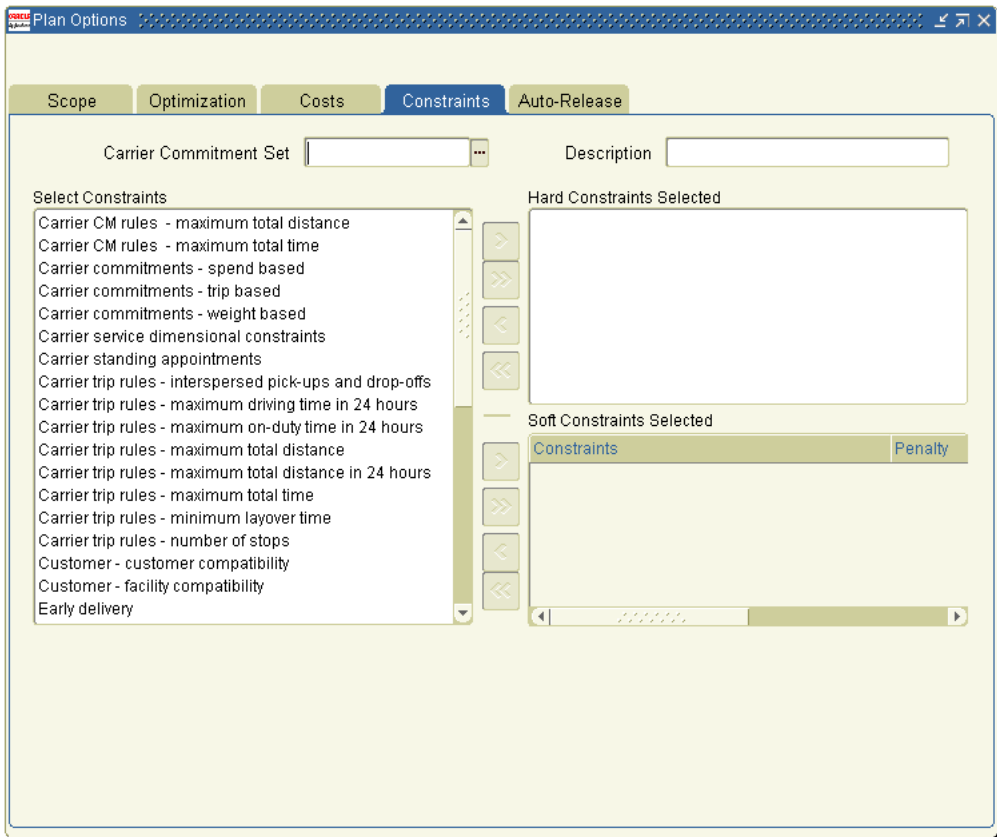 ORACLE Plan Options
Scope Optimization Costs Constraints Auto-Release
Carrier Commitment Set ... Description
Select Constraints Hard Constraints Selected
Carrier CM rules - maximum total distance
Carrier CM rules - maximum total time
Carrier commitments - spend based
Carrier commitments - trip based
Carrier commitments - weight based
Carrier service dimensional constraints
Carrier standing appointments
Carrier trip rules - interspersed pick-ups and drop-offs
Carrier trip rules - maximum driving time in 24 hours
Carrier trip rules - maximum on-duty time in 24 hours
Carrier trip rules - maximum total distance
Carrier trip rules - maximum total distance in 24 hours
Carrier trip rules - maximum total time
Carrier trip rules - minimum layover time
Carrier trip rules - number of stops
Customer - customer compatibility
Customer - facility compatibility
Early delivery
Soft Constraints Selected
Constraints Penalty